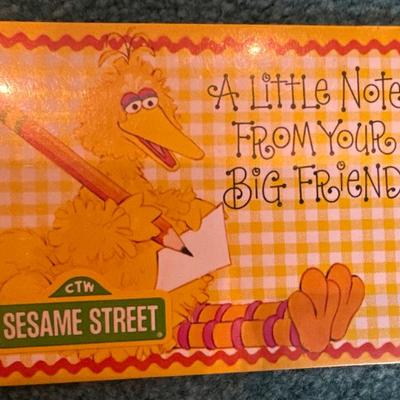 A Little Note
From Your
Big Friend
CTW
SESAME STREET